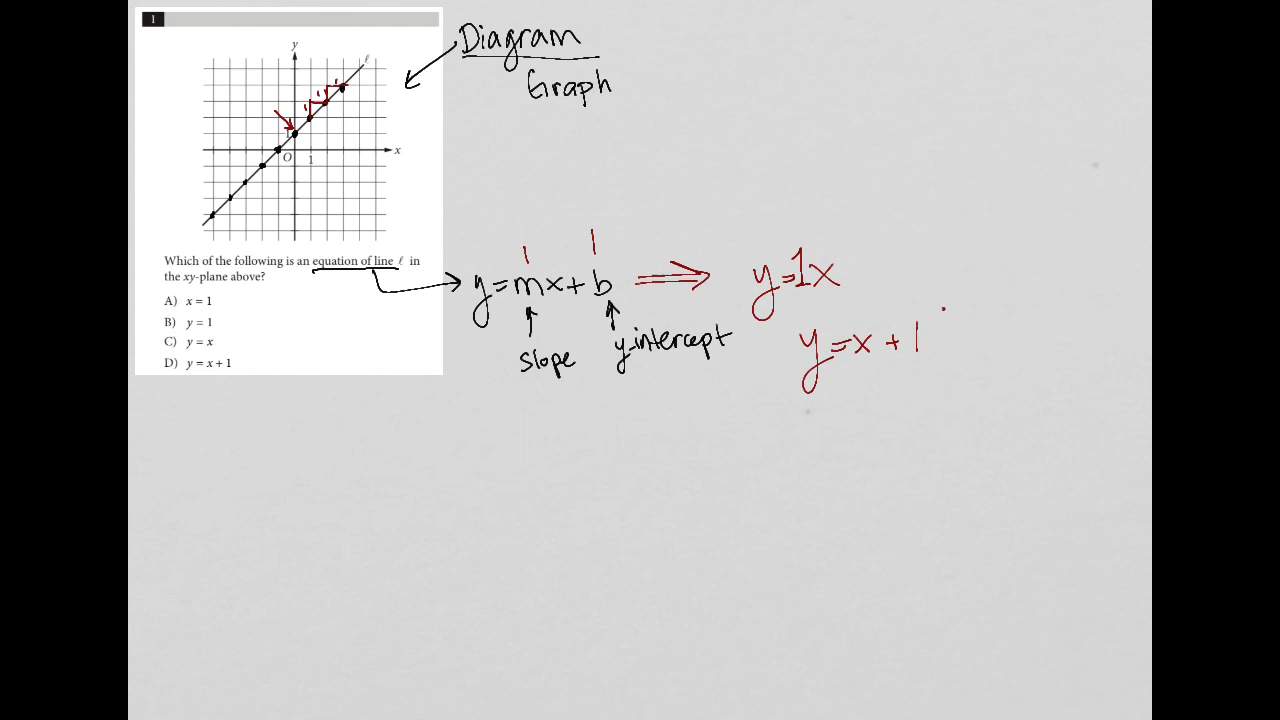 1
y
ℓ
1
O
1
x
Which of the following is an equation of line ℓ in
the xy-plane above?
A) x = 1
B) y = 1
C) y = x
D) y = x + 1
Diagram
Graph
1 1
y = mx + b
slope
y-intercept
y = 1x
y = x + 1